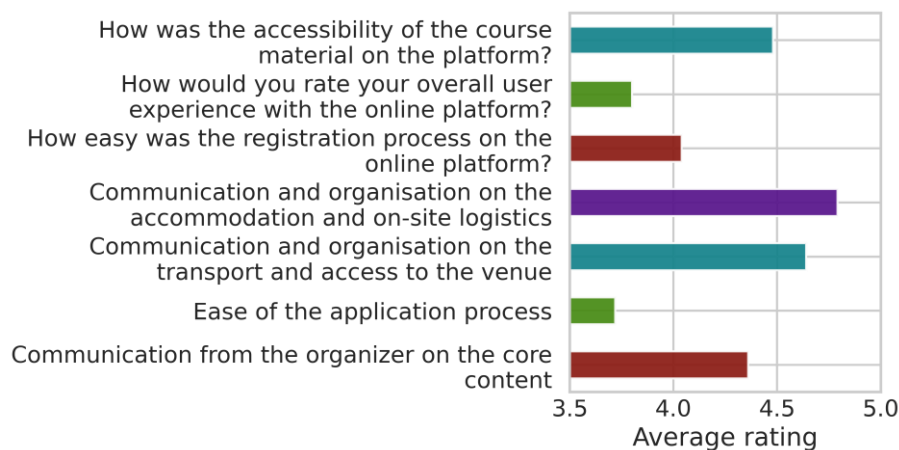 How was the accessibility of the course
material on the platform?
How would you rate your overall user
experience with the online platform?
How easy was the registration process on the
online platform?
Communication and organisation on the
accommodation and on-site logistics
Communication and organisation on the
transport and access to the venue
Ease of the application process
Communication from the organizer on the core
content
3.5 4.0 4.5 5.0
Average rating